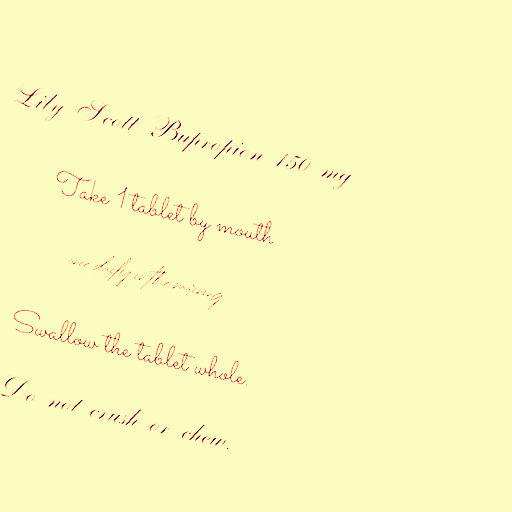 Lily Scott Bupropion 150 mg
Take 1 tablet by mouth
once daily in the morning
Swallow the tablet whole
Do not crush or chew.